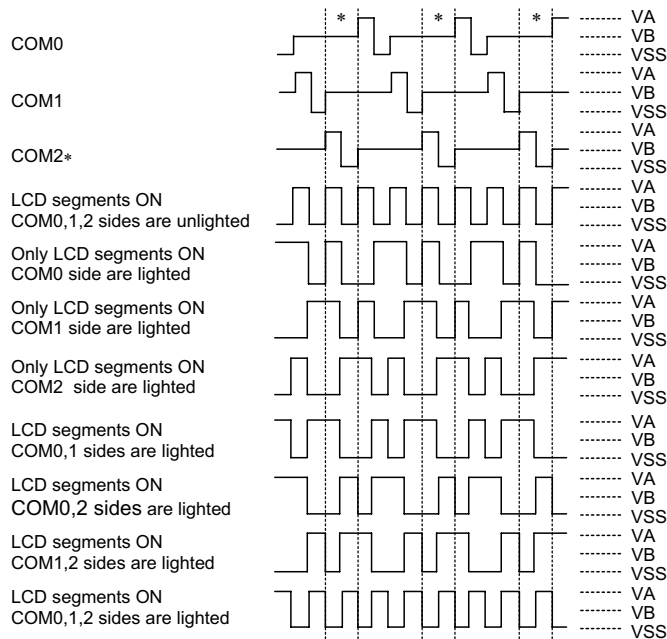 * * *
COM0
VA
VB
VSS
COM1
VA
VB
VSS
COM2*
VA
VB
VSS
LCD segments ON
COM0,1,2 sides are unlighted
VA
VB
VSS
Only LCD segments ON
COM0 side are lighted
VA
VB
VSS
Only LCD segments ON
COM1 side are lighted
VA
VB
VSS
Only LCD segments ON
COM2 side are lighted
VA
VB
VSS
LCD segments ON
COM0,1 sides are lighted
VA
VB
VSS
LCD segments ON
COM0,2 sides are lighted
VA
VB
VSS
LCD segments ON
COM1,2 sides are lighted
VA
VB
VSS
LCD segments ON
COM0,1,2 sides are lighted
VA
VB
VSS